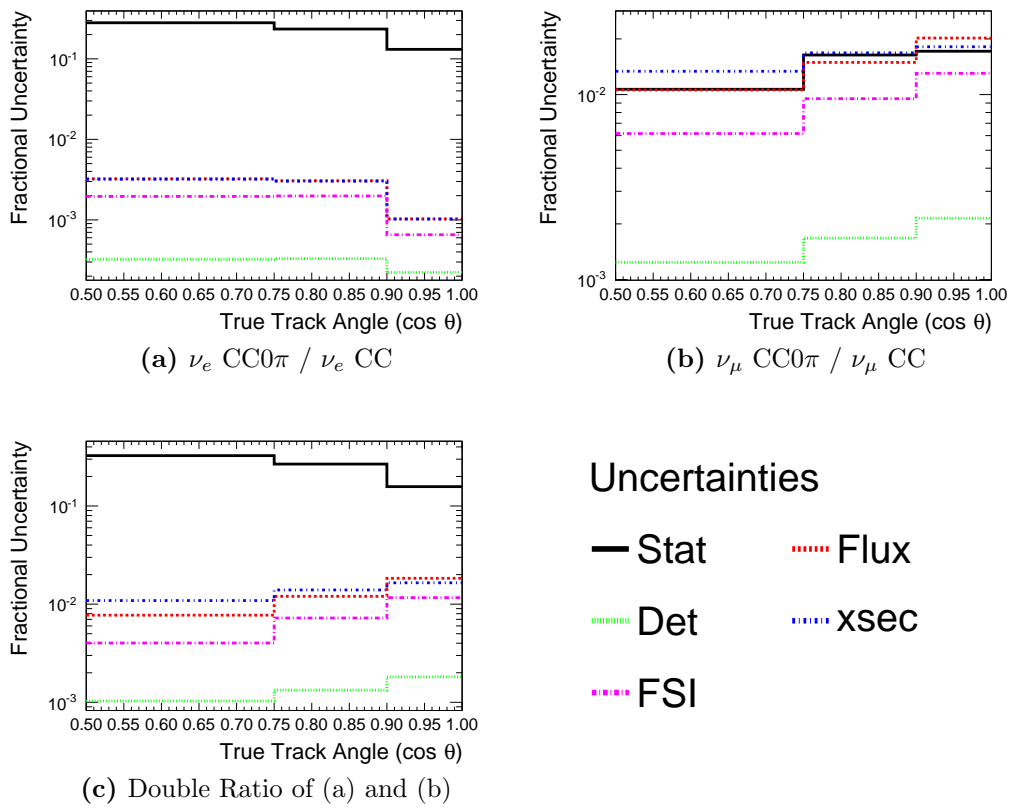 Fractional Uncertainty
10⁻¹
10⁻²
10⁻³
0.50 0.55 0.60 0.65 0.70 0.75 0.80 0.85 0.90 0.95 1.00
True Track Angle (cos θ)
(a) νₑ CC0π / νₑ CC
Fractional Uncertainty
10⁻²
10⁻³
0.50 0.55 0.60 0.65 0.70 0.75 0.80 0.85 0.90 0.95 1.00
True Track Angle (cos θ)
(b) ν_μ CC0π / ν_μ CC
Fractional Uncertainty
10⁻¹
10⁻²
10⁻³
0.50 0.55 0.60 0.65 0.70 0.75 0.80 0.85 0.90 0.95 1.00
True Track Angle (cos θ)
(c) Double Ratio of (a) and (b)
Uncertainties
Stat Flux
Det xsec
FSI